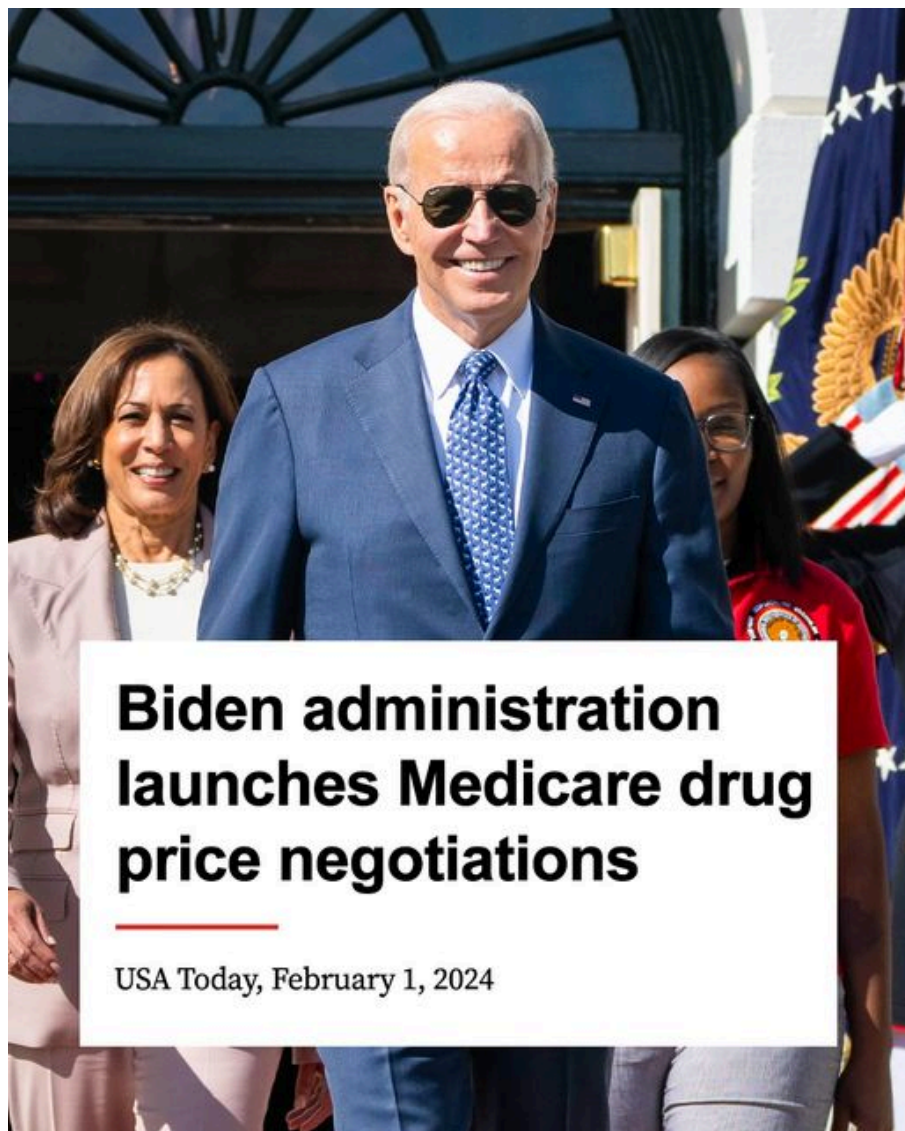 Biden administration
launches Medicare drug
price negotiations
USA Today, February 1, 2024